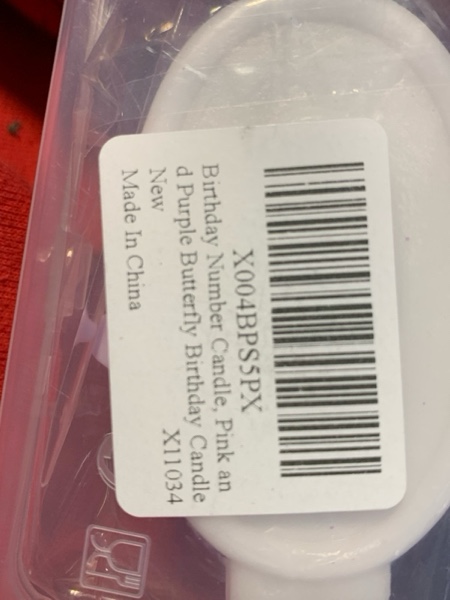 X004BPS5PX
Birthday Number Candle, Pink an
d Purple Butterfly Birthday Candle
X11034
New
Made In China